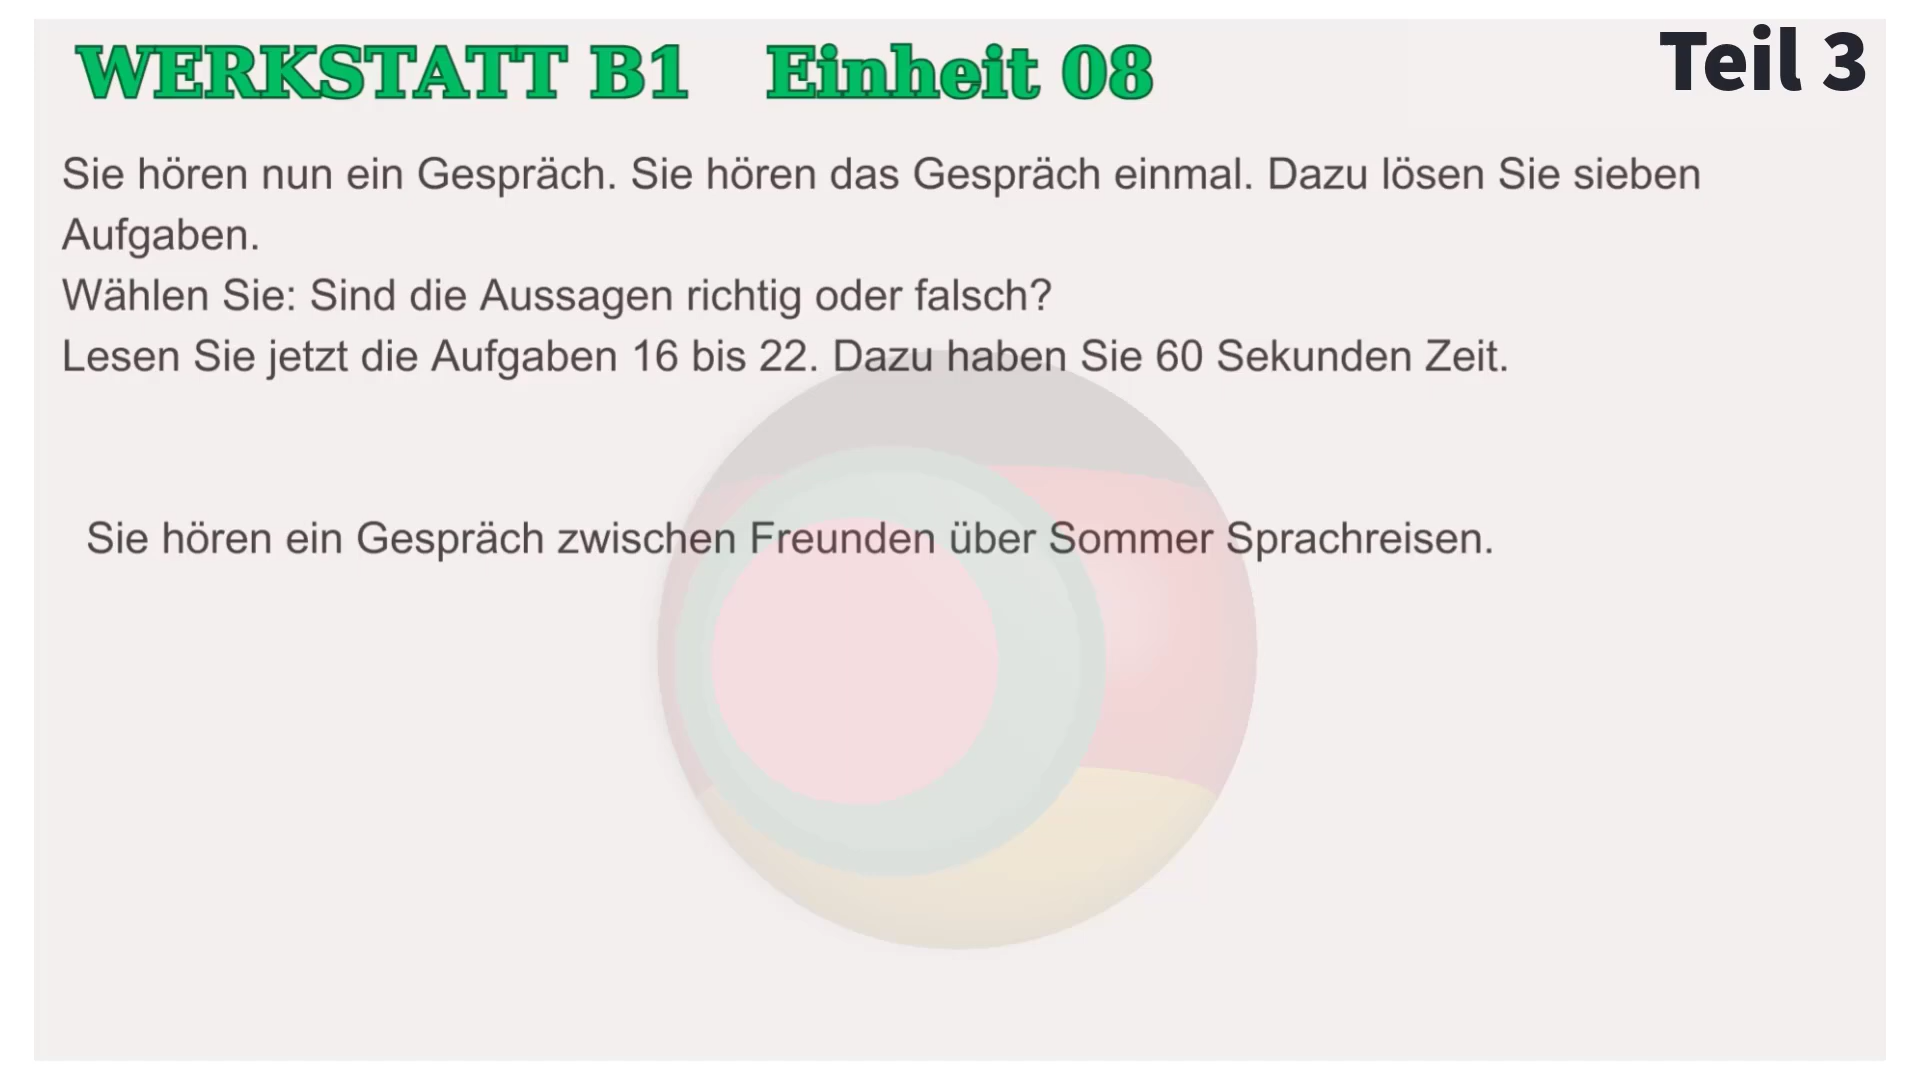 WERKSTATT B1 Einheit 08
Teil 3
Sie hören nun ein Gespräch. Sie hören das Gespräch einmal. Dazu lösen Sie sieben
Aufgaben.
Wählen Sie: Sind die Aussagen richtig oder falsch?
Lesen Sie jetzt die Aufgaben 16 bis 22. Dazu haben Sie 60 Sekunden Zeit.
Sie hören ein Gespräch zwischen Freunden über Sommer Sprachreisen.